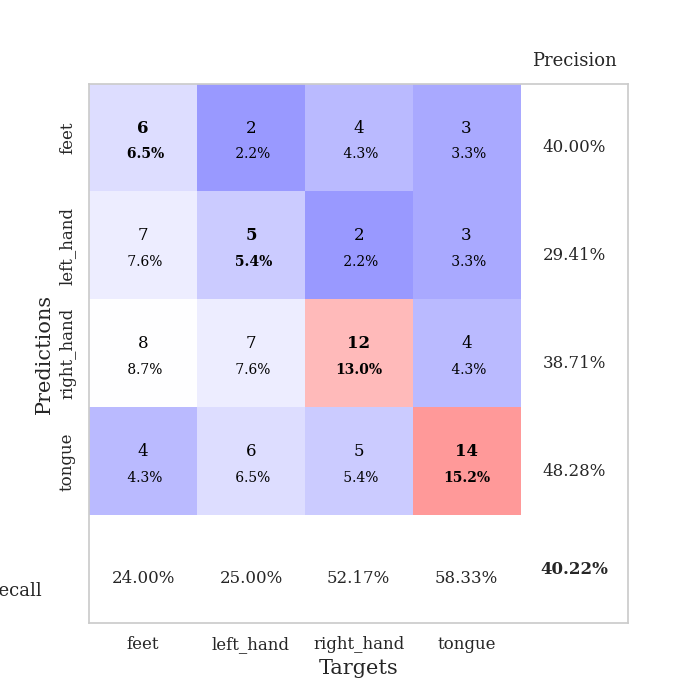 Precision
feet 6 2 4 3 40.00%
6.5% 2.2% 4.3% 3.3%
left_hand 7 5 2 3 29.41%
7.6% 5.4% 2.2% 3.3%
right_hand 8 7 12 4 38.71%
8.7% 7.6% 13.0% 4.3%
tongue 4 6 5 14 48.28%
4.3% 6.5% 5.4% 15.2%
Predictions
ecall 24.00% 25.00% 52.17% 58.33% 40.22%
feet left_hand right_hand tongue
Targets